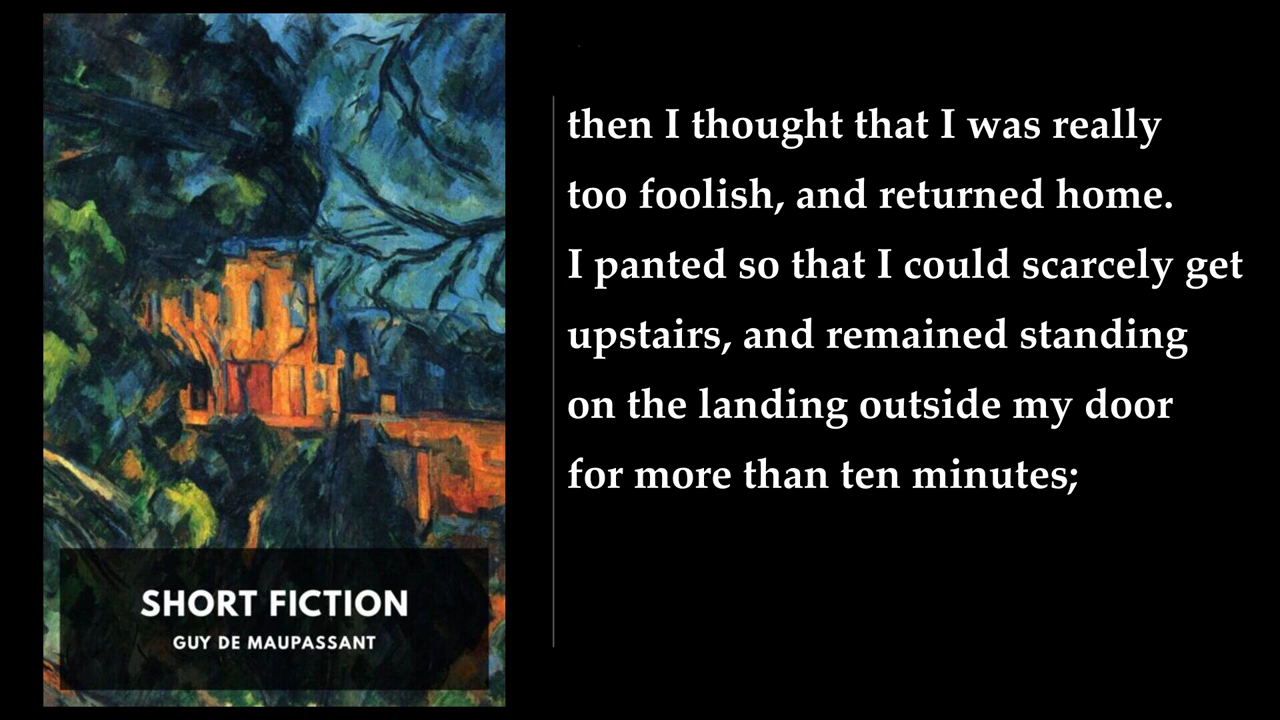 SHORT FICTION
GUY DE MAUPASSANT
then I thought that I was really
too foolish, and returned home.
I panted so that I could scarcely get
upstairs, and remained standing
on the landing outside my door
for more than ten minutes;